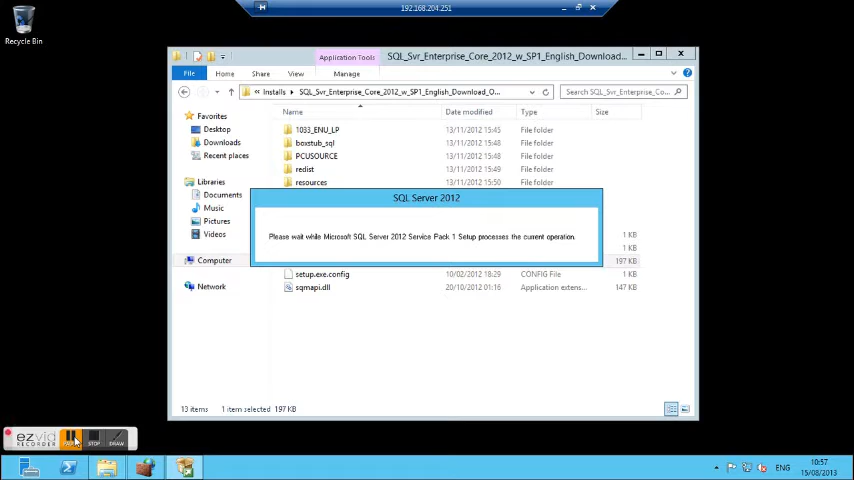 192.168.204.251
Recycle Bin
Application Tools
SQL_Svr_Enterprise_Core_2012_w_SP1_English_Download...
File Home Share View Manage
« Installs ▸ SQL_Svr_Enterprise_Core_2012_w_SP1_English_Download_O...
Search SQL_Svr_Enterprise_Co...
Name Date modified Type Size
Favorites
Desktop
Downloads
Recent places
Libraries
Documents
Music
Pictures
Videos
Computer
Network
1033_ENU_LP 13/11/2012 15:45 File folder
boxstub_sql 13/11/2012 15:48 File folder
PCUSOURCE 13/11/2012 15:48 File folder
redist 13/11/2012 15:49 File folder
resources 13/11/2012 15:50 File folder
SQL Server 2012
Please wait while Microsoft SQL Server 2012 Service Pack 1 Setup processes the current operation.
1 KB
1 KB
197 KB
setup.exe.config 10/02/2012 18:29 CONFIG File 1 KB
sqmapi.dll 20/10/2012 01:16 Application extens... 147 KB
13 items 1 item selected 197 KB
ezvid
RECORDER
STOP
DRAW
ENG
10:57
15/08/2013